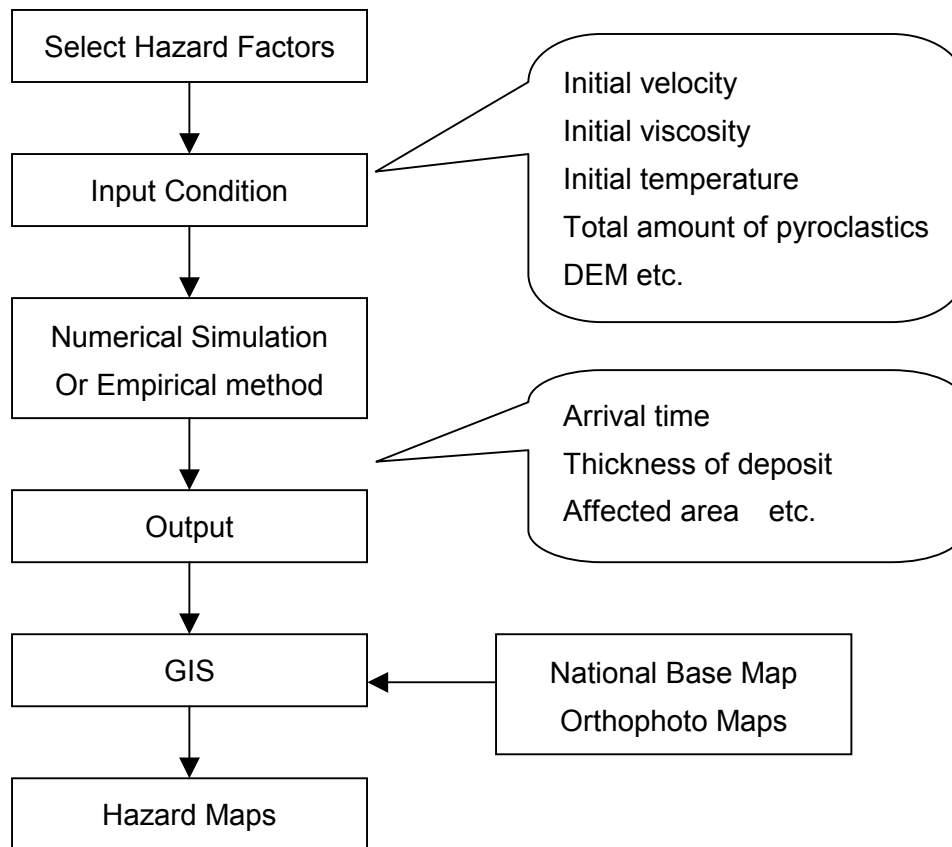 Select Hazard Factors
Initial velocity
Initial viscosity
Initial temperature
Total amount of pyroclastics
DEM etc.
Input Condition
Numerical Simulation
Or Empirical method
Arrival time
Thickness of deposit
Affected area etc.
Output
GIS
National Base Map
Orthophoto Maps
Hazard Maps